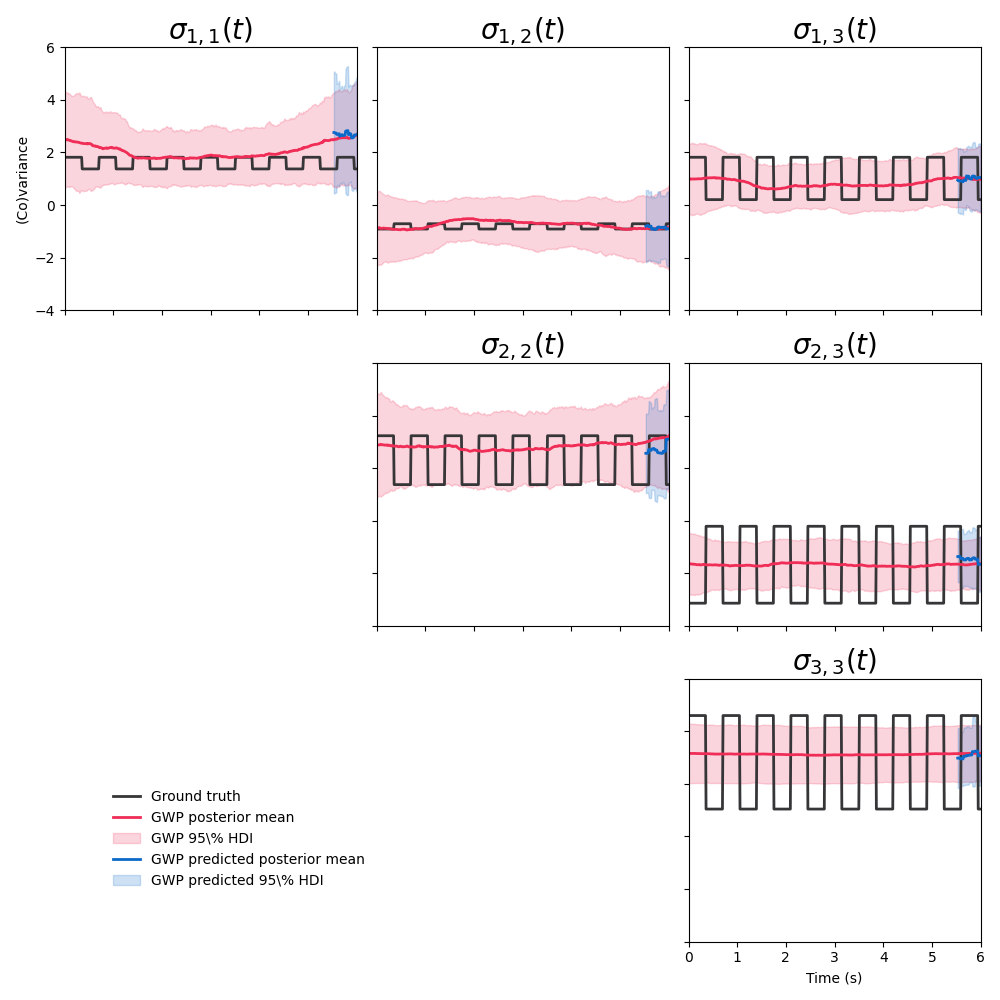 σ1,1(t)
σ1,2(t)
σ1,3(t)
6
4
2
0
−2
−4
(Co)variance
σ2,2(t)
σ2,3(t)
σ3,3(t)
Ground truth
GWP posterior mean
GWP 95\% HDI
GWP predicted posterior mean
GWP predicted 95\% HDI
0 1 2 3 4 5 6
Time (s)